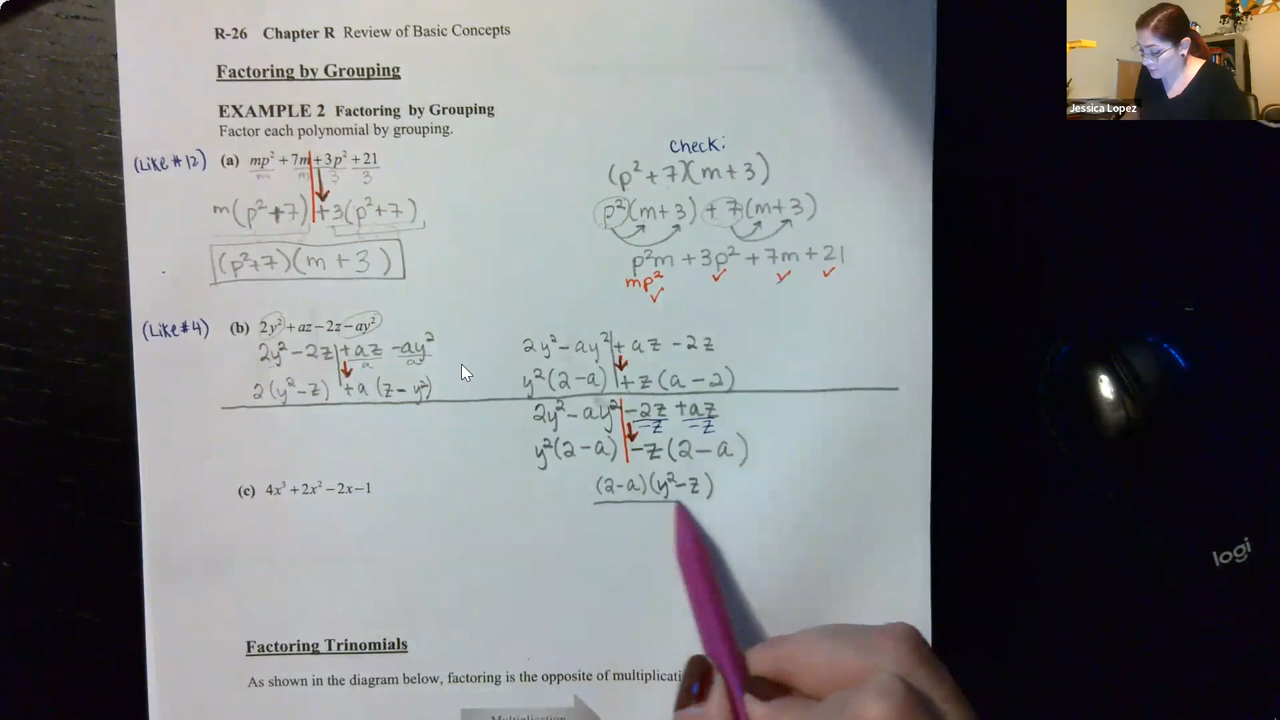 R-26 Chapter R Review of Basic Concepts
Factoring by Grouping
EXAMPLE 2 Factoring by Grouping
Factor each polynomial by grouping.
(Like #12) (a) mp² + 7m + 3p² + 21
m m 3 3
m(p²+7) + 3(p²+7)
(p²+7)(m+3)
check:
(p²+7)(m+3)
p²(m+3) + 7(m+3)
p²m + 3p² + 7m + 21
mp²
(Like #4) (b) 2y² + az − 2z − ay²
2y² − 2z + az − ay²
a a
2(y²−z) + a(z−y²)
2y² − ay² + az − 2z
y²(2−a) + z(a−2)
2y² − ay² − 2z + az
−z −z
y²(2−a) − z(2−a)
(2−a)(y²−z)
(c) 4x³ + 2x² − 2x − 1
Factoring Trinomials
As shown in the diagram below, factoring is the opposite of
Jessica Lopez
logi